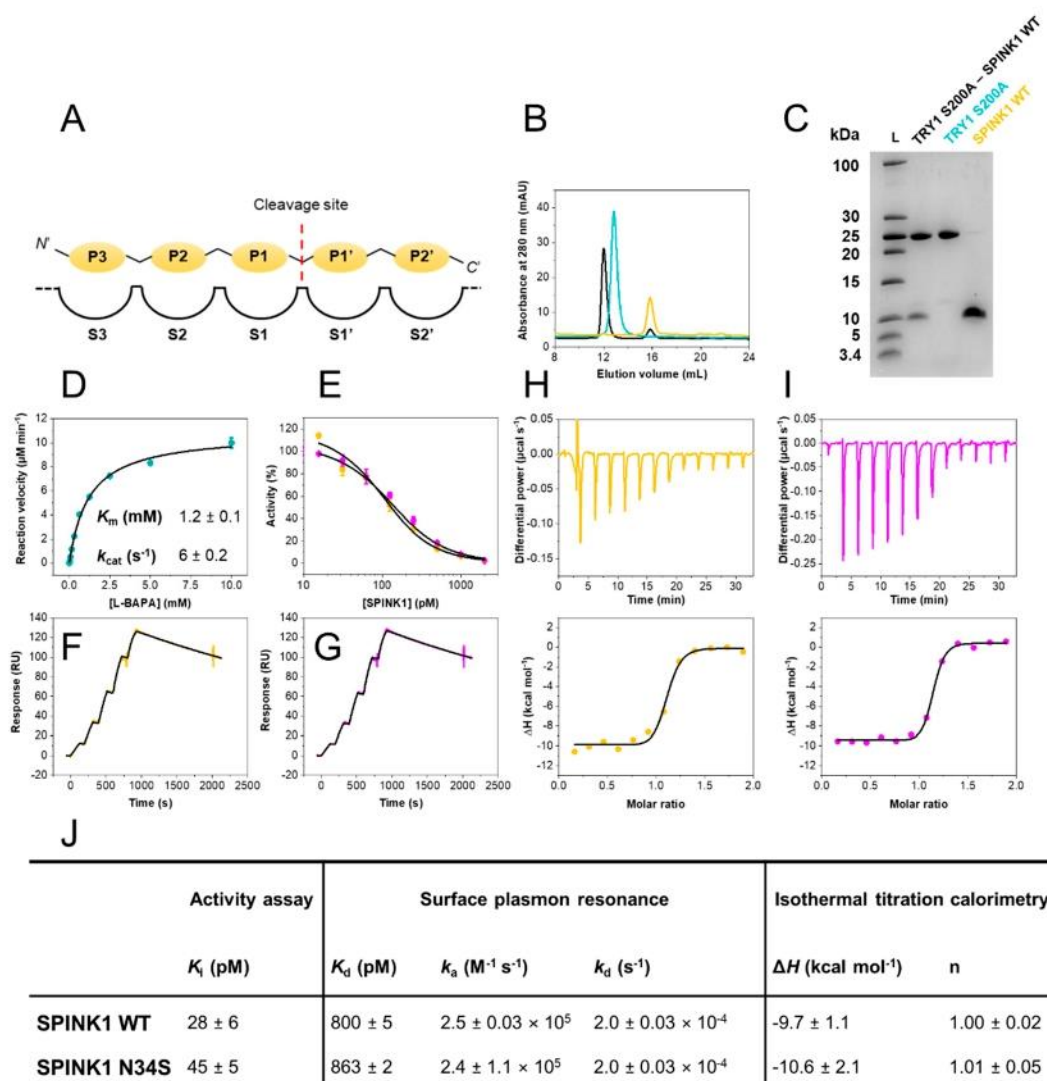 A
Cleavage site
N'
P3 P2 P1 P1' P2'
C'
S3 S2 S1 S1' S2'
B
Absorbance at 280 nm (mAU)
40
30
20
10
0
8 12 16 20 24
Elution volume (mL)
C
kDa
L
TRY1 S200A – SPINK1 WT
TRY1 S200A
SPINK1 WT
100
30
25
20
15
10
5
3.4
D
Reaction velocity (µM min⁻¹)
12
10
8
6
4
2
0
Km (mM) 1.2 ± 0.1
kcat (s⁻¹) 6 ± 0.2
0.0 2.5 5.0 7.5 10.0
[L-BAPA] (mM)
E
Activity (%)
120
100
80
60
40
20
0
10 100 1000
[SPINK1] (pM)
H
Differential power (µcal s⁻¹)
0.05
0.00
-0.05
-0.10
-0.15
0 5 10 15 20 25 30
Time (min)
I
Differential power (µcal s⁻¹)
0.05
0.00
-0.05
-0.10
-0.15
-0.20
-0.25
0 5 10 15 20 25 30
Time (min)
F
Response (RU)
140
120
100
80
60
40
20
0
-20
0 500 1000 1500 2000 2500
Time (s)
G
Response (RU)
140
120
100
80
60
40
20
0
-20
0 500 1000 1500 2000 2500
Time (s)
ΔH (kcal mol⁻¹)
2
0
-2
-4
-6
-8
-10
-12
0.0 0.5 1.0 1.5 2.0
Molar ratio
ΔH (kcal mol⁻¹)
2
0
-2
-4
-6
-8
-10
-12
0.0 0.5 1.0 1.5 2.0
Molar ratio
J
Activity assay Surface plasmon resonance Isothermal titration calorimetry
Ki (pM) Kd (pM) ka (M⁻¹ s⁻¹) kd (s⁻¹) ΔH (kcal mol⁻¹) n
SPINK1 WT 28 ± 6 800 ± 5 2.5 ± 0.03 × 10⁵ 2.0 ± 0.03 × 10⁻⁴ -9.7 ± 1.1 1.00 ± 0.02
SPINK1 N34S 45 ± 5 863 ± 2 2.4 ± 1.1 × 10⁵ 2.0 ± 0.03 × 10⁻⁴ -10.6 ± 2.1 1.01 ± 0.05